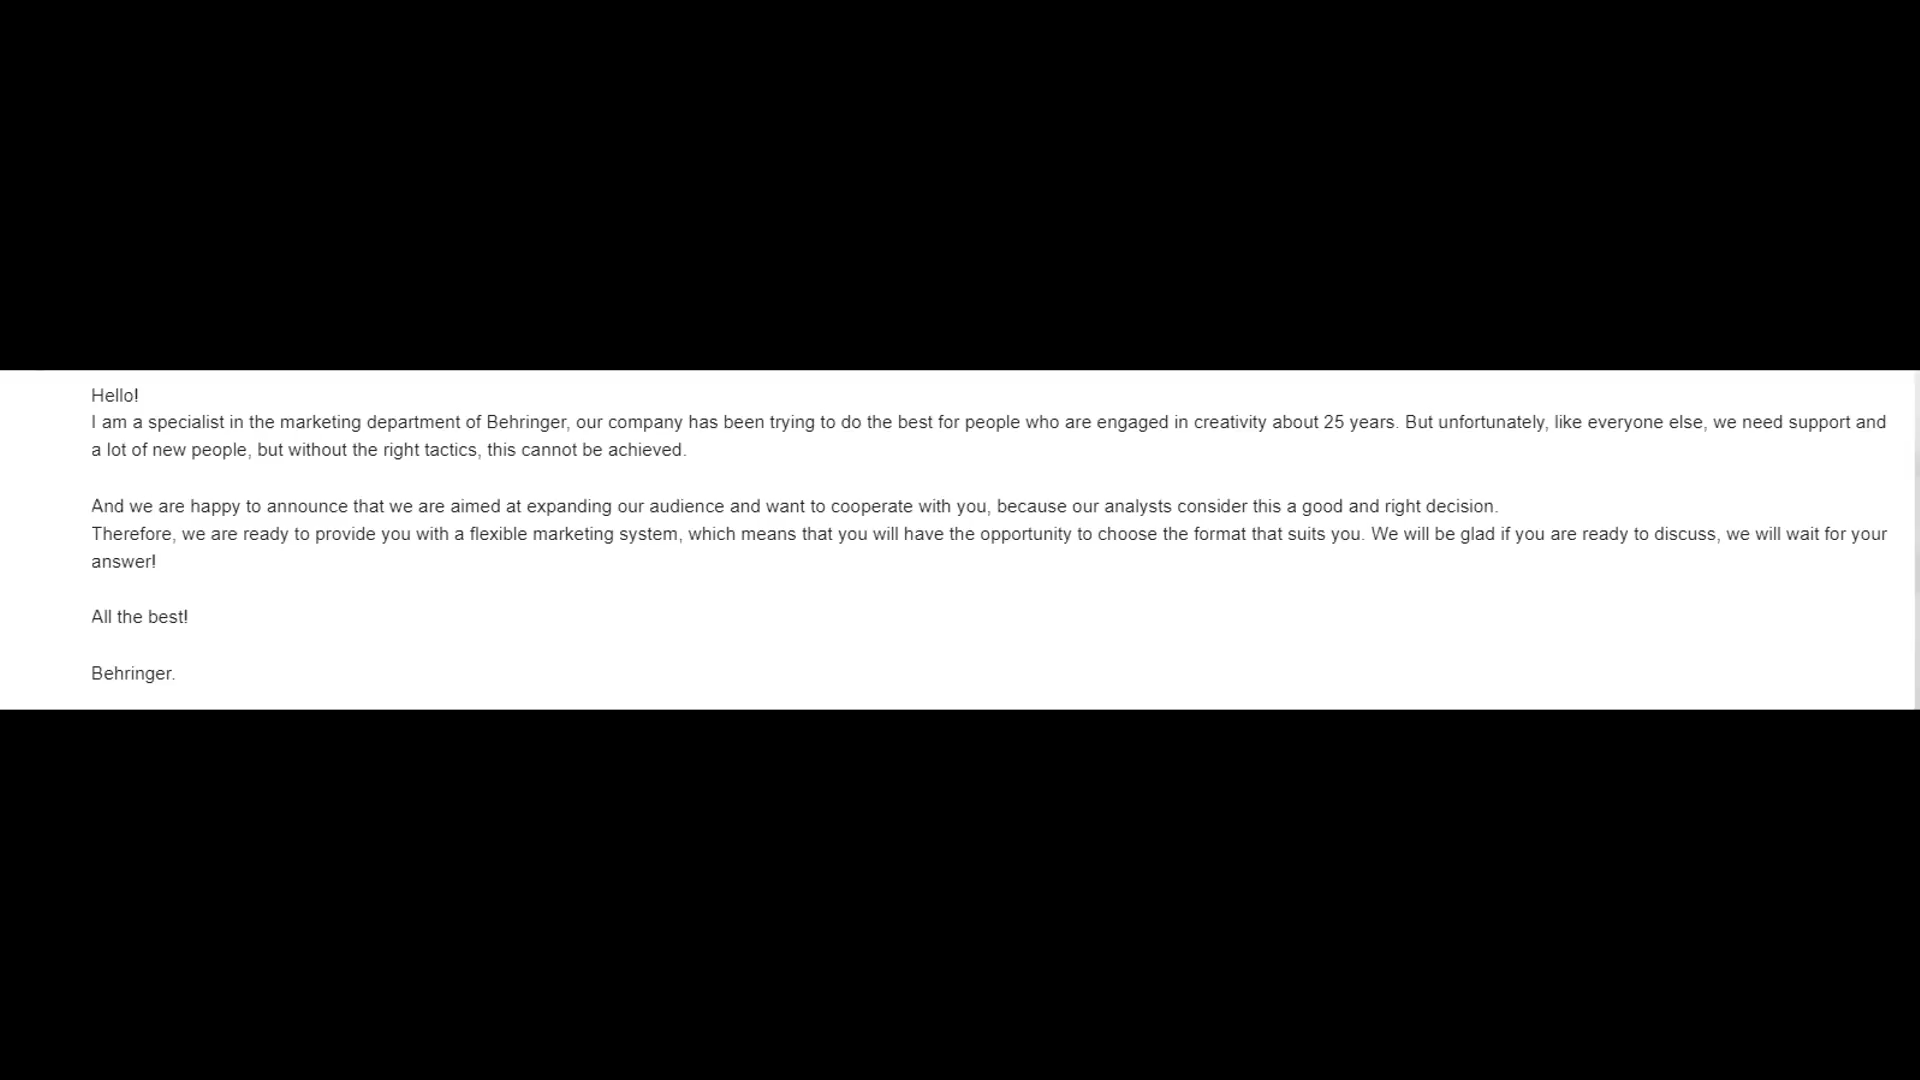 Hello!
I am a specialist in the marketing department of Behringer, our company has been trying to do the best for people who are engaged in creativity about 25 years. But unfortunately, like everyone else, we need support and
a lot of new people, but without the right tactics, this cannot be achieved.
And we are happy to announce that we are aimed at expanding our audience and want to cooperate with you, because our analysts consider this a good and right decision.
Therefore, we are ready to provide you with a flexible marketing system, which means that you will have the opportunity to choose the format that suits you. We will be glad if you are ready to discuss, we will wait for your
answer!
All the best!
Behringer.